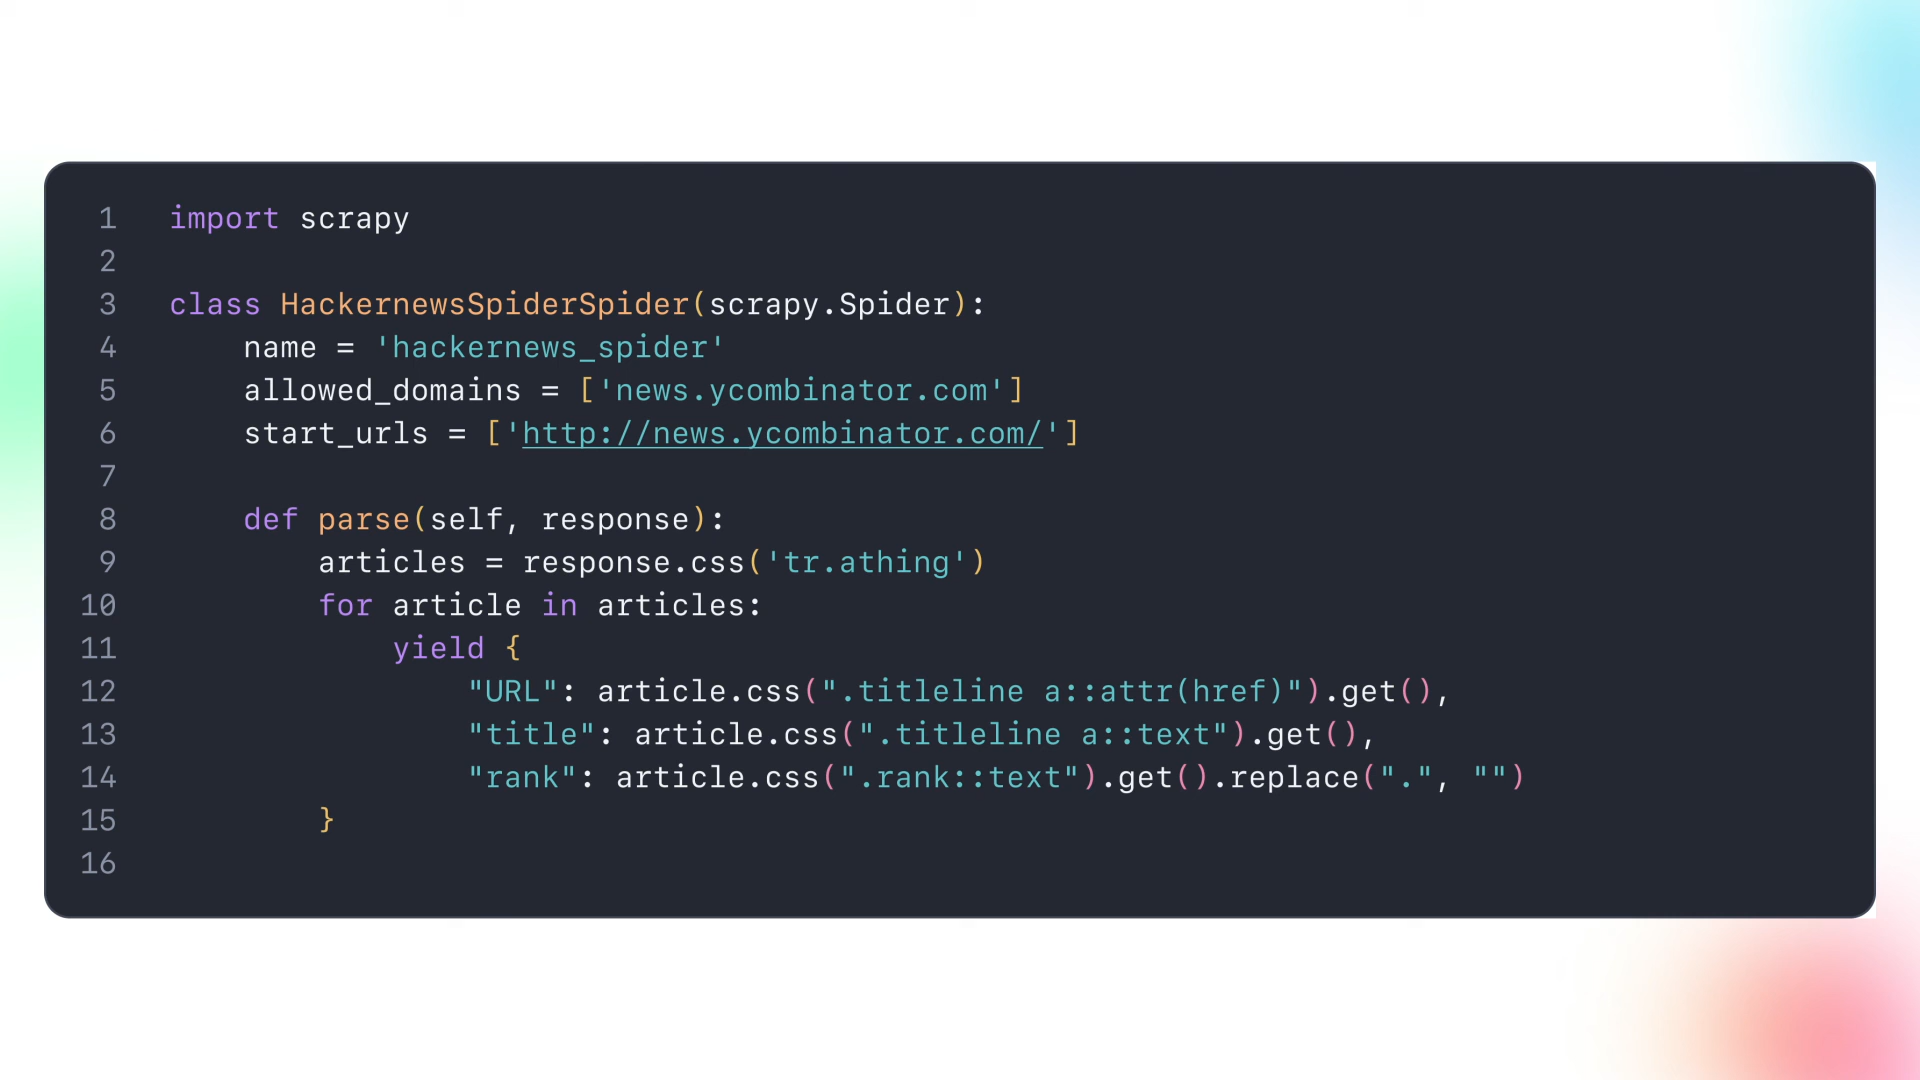 1 import scrapy
2
3 class HackernewsSpiderSpider(scrapy.Spider):
4     name = 'hackernews_spider'
5     allowed_domains = ['news.ycombinator.com']
6     start_urls = ['http://news.ycombinator.com/']
7
8     def parse(self, response):
9         articles = response.css('tr.athing')
10         for article in articles:
11             yield {
12                 "URL": article.css(".titleline a::attr(href)").get(),
13                 "title": article.css(".titleline a::text").get(),
14                 "rank": article.css(".rank::text").get().replace(".", "")
15         }
16